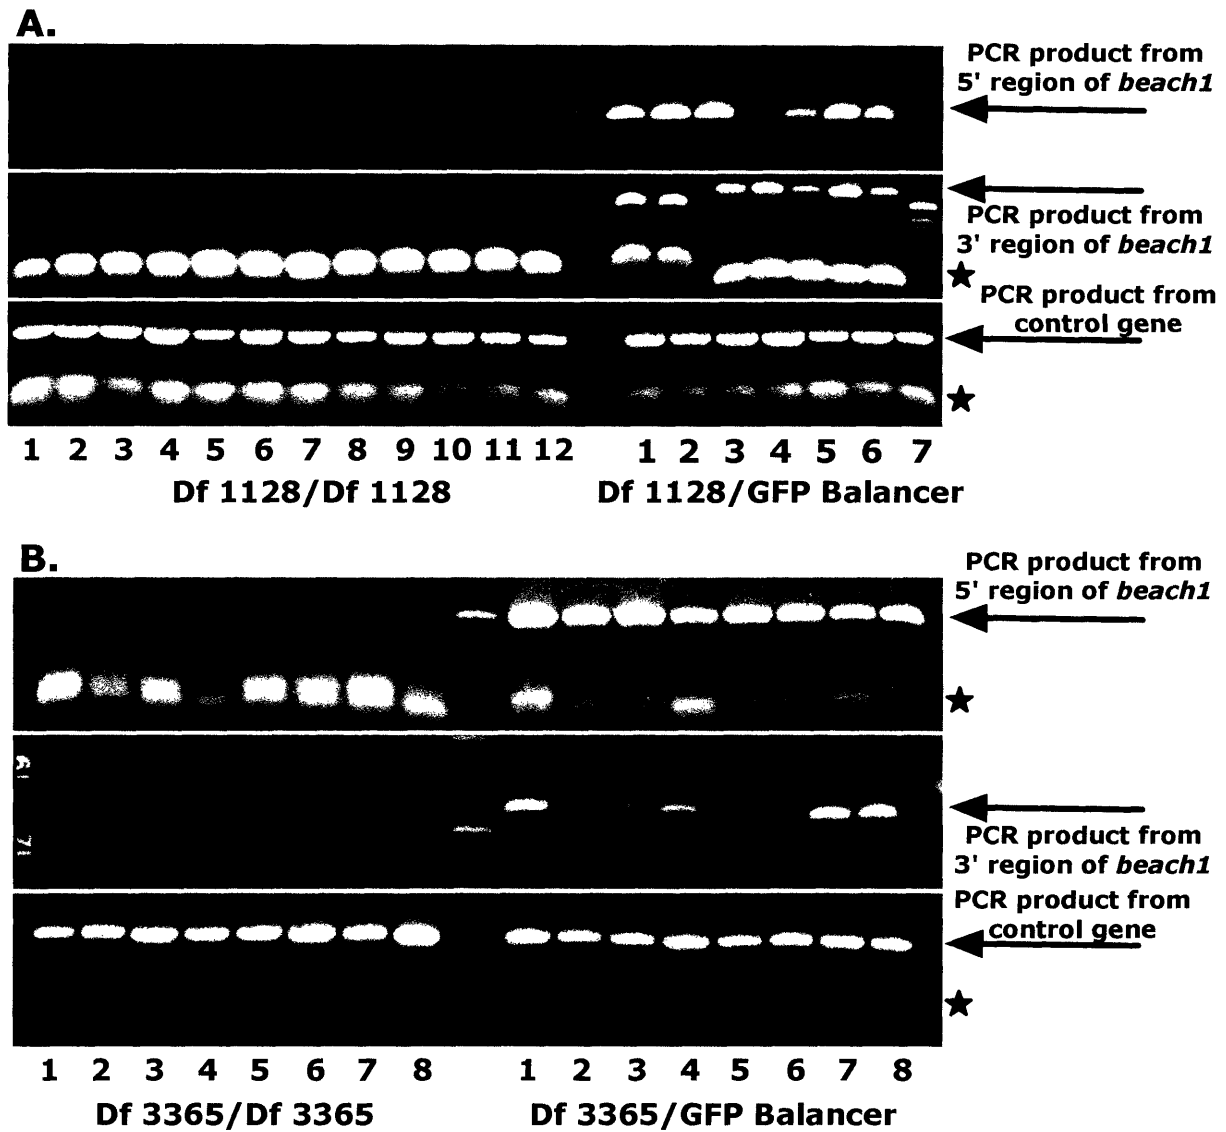 A.
PCR product from
5' region of beach1
PCR product from
3' region of beach1
PCR product from
control gene
1 2 3 4 5 6 7 8 9 10 11 12 1 2 3 4 5 6 7
Df 1128/Df 1128 Df 1128/GFP Balancer
B.
PCR product from
5' region of beach1
PCR product from
3' region of beach1
PCR product from
control gene
1 2 3 4 5 6 7 8 1 2 3 4 5 6 7 8
Df 3365/Df 3365 Df 3365/GFP Balancer